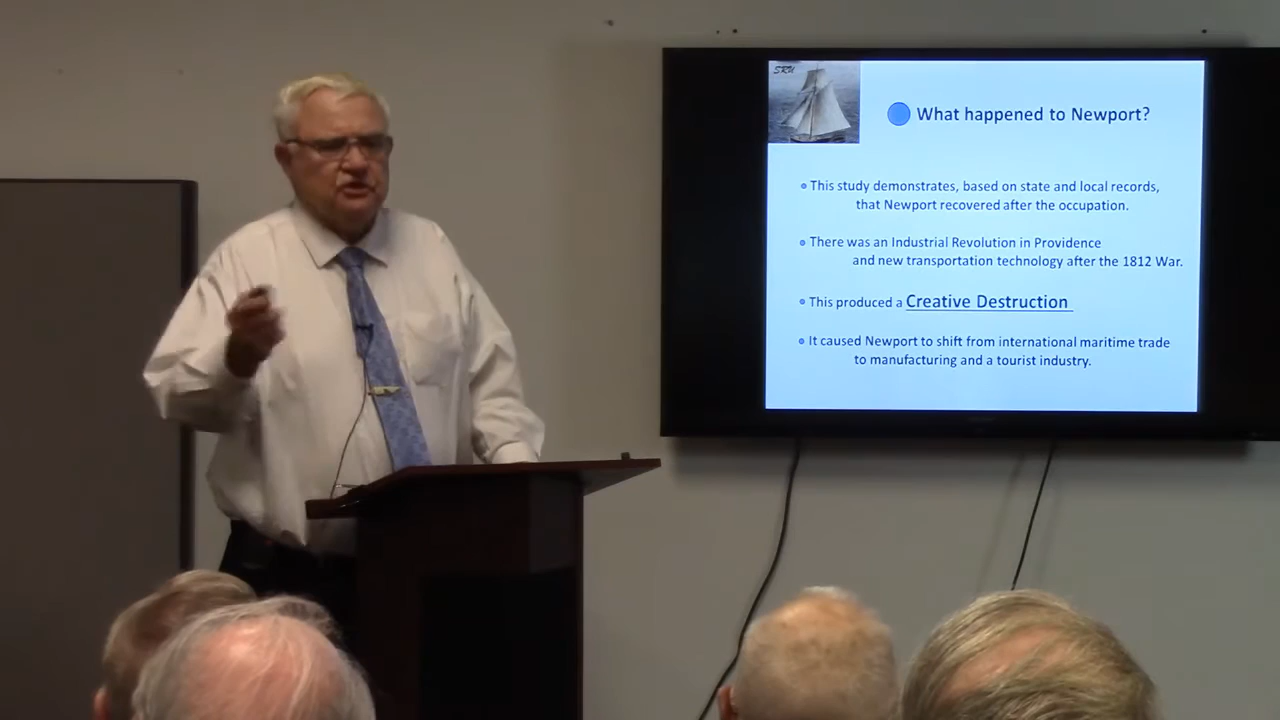 SRU
What happened to Newport?
This study demonstrates, based on state and local records,
that Newport recovered after the occupation.
There was an Industrial Revolution in Providence
and new transportation technology after the 1812 War.
This produced a Creative Destruction
It caused Newport to shift from international maritime trade
to manufacturing and a tourist industry.